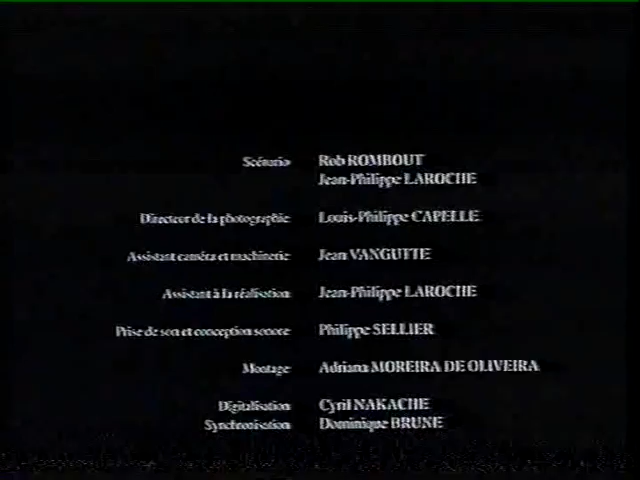 Scénario Rob ROMBOUT
Jean-Philippe LAROCHE
Directeur de la photographie Louis-Philippe CAPELLE
Assistant caméra et machinerie Jean VANGUTTE
Assistant à la réalisation Jean-Philippe LAROCHE
Prise de son et conception sonore Philippe SELLIER
Montage Adriana MOREIRA DE OLIVEIRA
Digitalisation Cyril NAKACHE
Synchronisation Dominique BRUNE